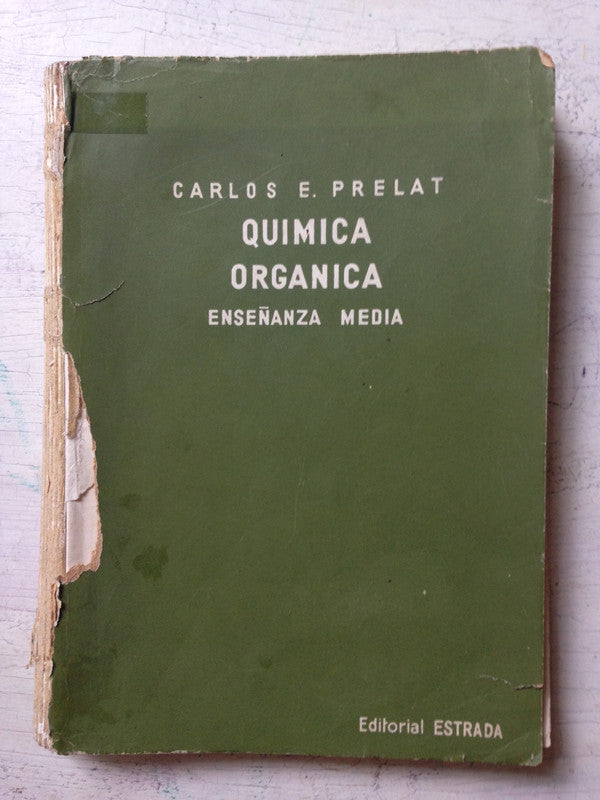 CARLOS E. PRELAT
QUIMICA
ORGANICA
ENSEÑANZA MEDIA
Editorial ESTRADA